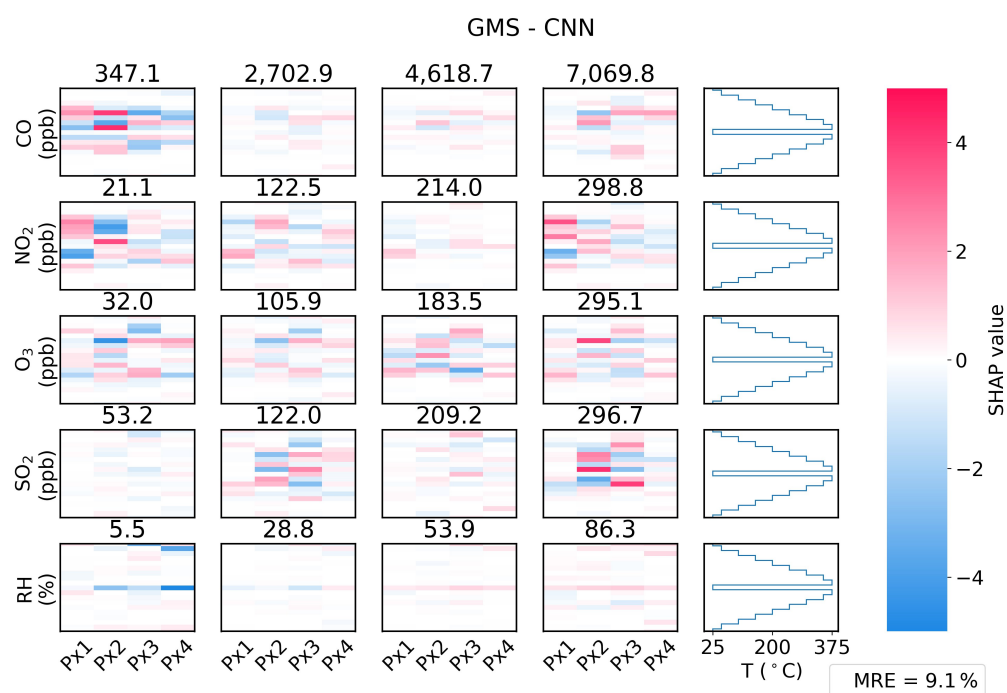 GMS - CNN
347.1 2,702.9 4,618.7 7,069.8
CO
(ppb)
21.1 122.5 214.0 298.8
NO₂
(ppb)
32.0 105.9 183.5 295.1
O₃
(ppb)
53.2 122.0 209.2 296.7
SO₂
(ppb)
5.5 28.8 53.9 86.3
RH
(%)
Px1 Px2 Px3 Px4 Px1 Px2 Px3 Px4 Px1 Px2 Px3 Px4 Px1 Px2 Px3 Px4
25 200 375
T (°C)
4
2
0
−2
−4
SHAP value
MRE = 9.1 %